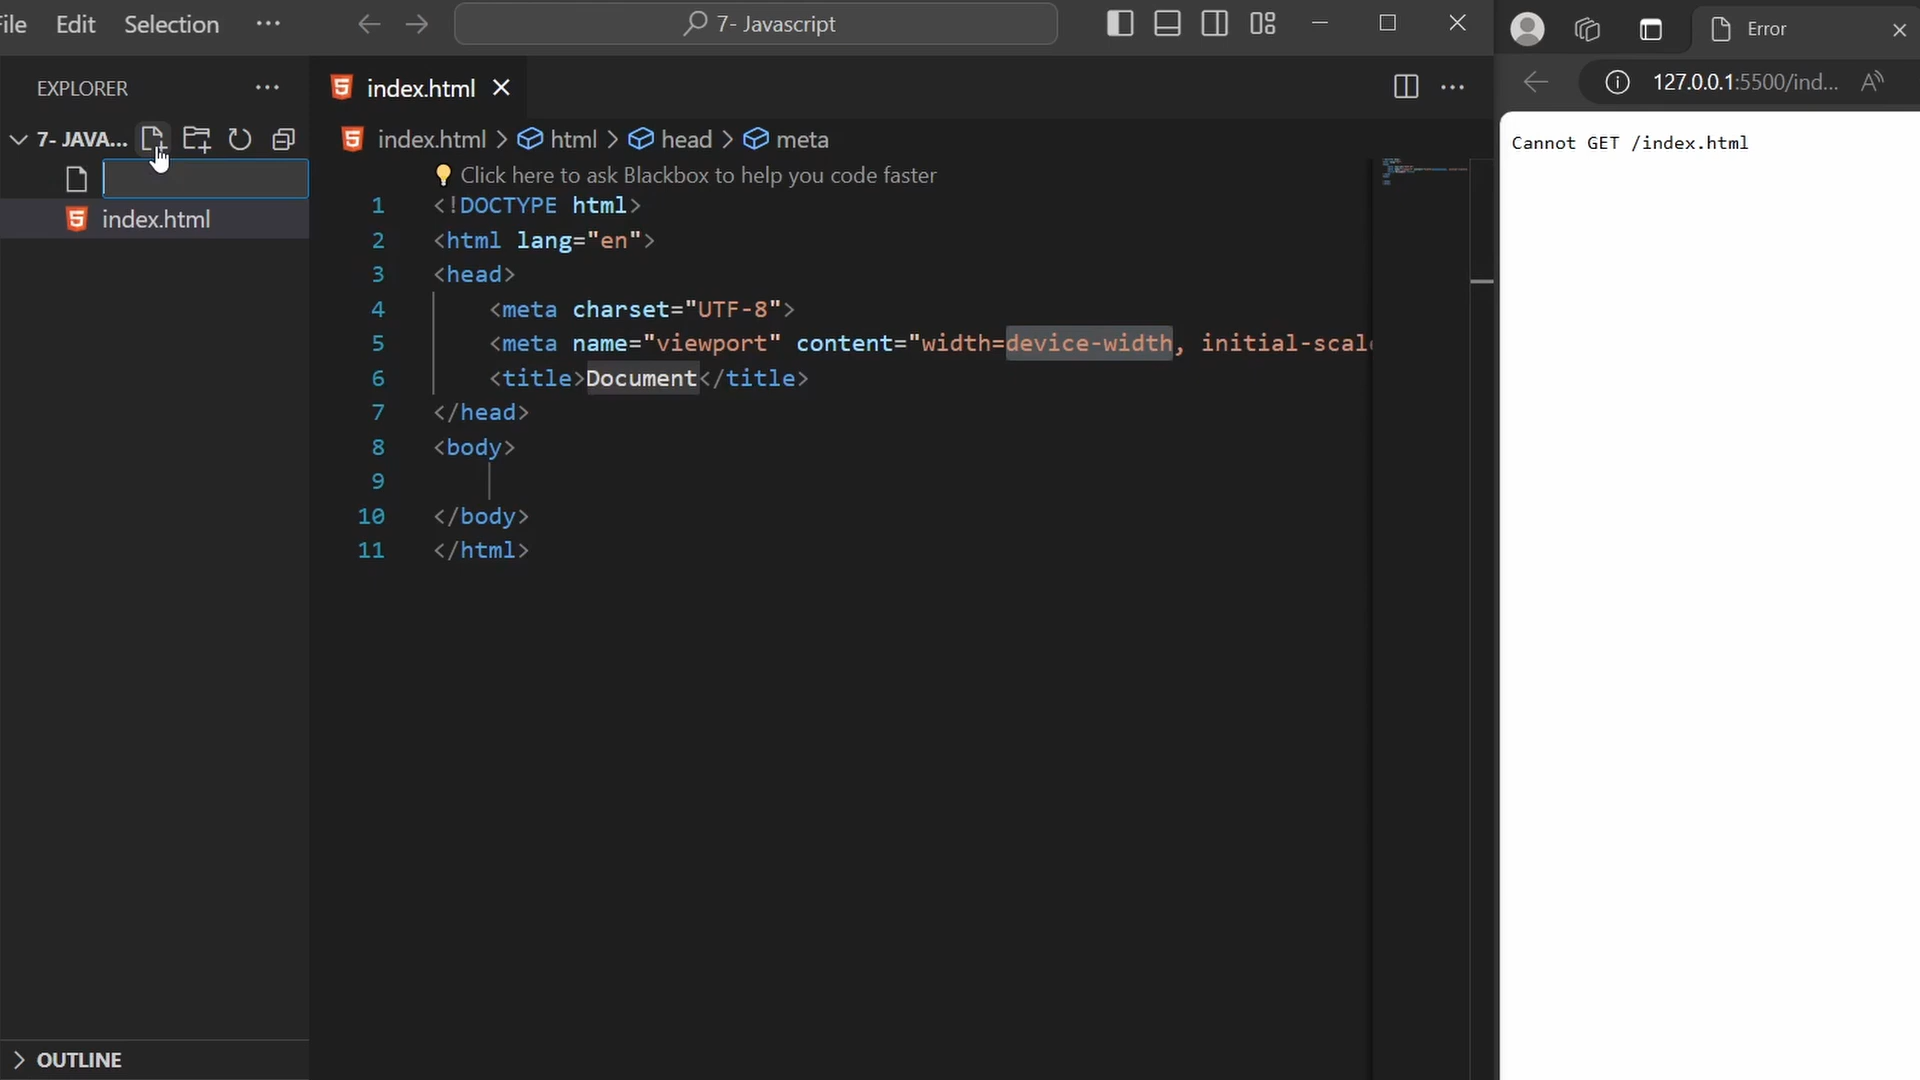 ile Edit Selection ···
7- Javascript
EXPLORER
7- JAVA...
index.html
OUTLINE
index.html
index.html > html > head > meta
Click here to ask Blackbox to help you code faster
1 <!DOCTYPE html>
2 <html lang="en">
3 <head>
4 <meta charset="UTF-8">
5 <meta name="viewport" content="width=device-width, initial-scal
6 <title>Document</title>
7 </head>
8 <body>
9
10 </body>
11 </html>
Error
127.0.0.1:5500/ind...
Cannot GET /index.html